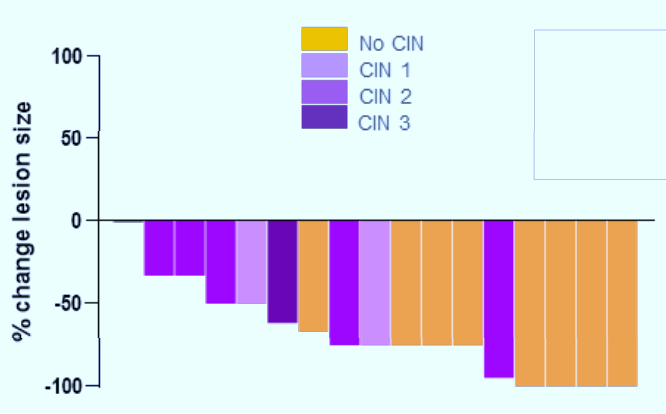 No CIN
CIN 1
CIN 2
CIN 3
% change lesion size
100
50
0
-50
-100